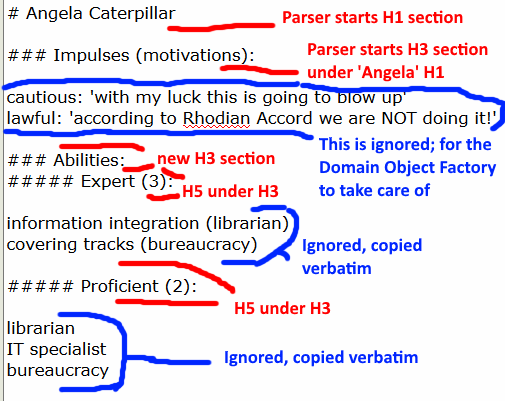 # Angela Caterpillar
Parser starts H1 section
### Impulses (motivations):
Parser starts H3 section
under 'Angela' H1
cautious: 'with my luck this is going to blow up'
lawful: 'according to Rhodian Accord we are NOT doing it!'
This is ignored; for the
Domain Object Factory
to take care of
### Abilities:
new H3 section
##### Expert (3):
H5 under H3
information integration (librarian)
covering tracks (bureaucracy)
Ignored, copied
verbatim
##### Proficient (2):
H5 under H3
librarian
IT specialist
bureaucracy
Ignored, copied verbatim